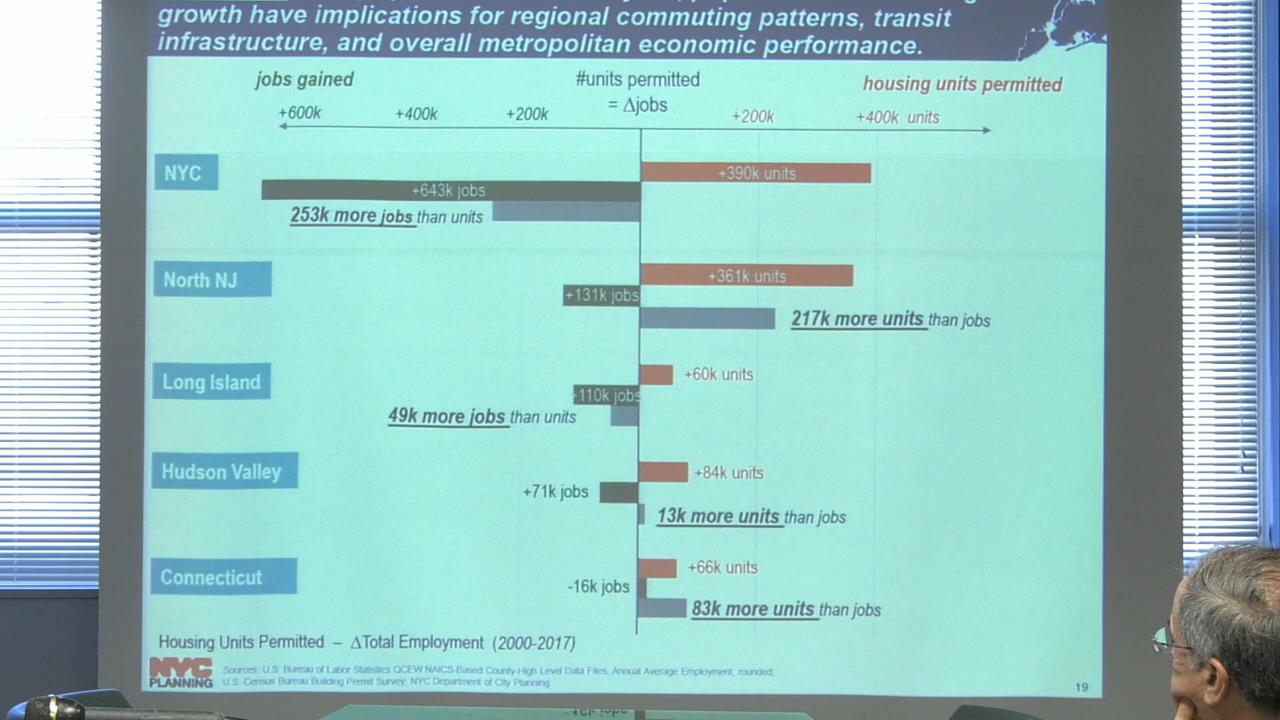 growth have implications for regional commuting patterns, transit
infrastructure, and overall metropolitan economic performance.
jobs gained
#units permitted
= Δjobs
housing units permitted
+600k
+400k
+200k
+200k
+400k units
NYC
+390k units
+643k jobs
253k more jobs than units
North NJ
+361k units
+131k jobs
217k more units than jobs
Long Island
+60k units
+110k jobs
49k more jobs than units
Hudson Valley
+84k units
+71k jobs
13k more units than jobs
Connecticut
+66k units
-16k jobs
83k more units than jobs
Housing Units Permitted – ΔTotal Employment (2000-2017)
NYC
PLANNING
Sources: U.S. Bureau of Labor Statistics QCEW NAICS-Based County-High Level Data Files, Annual Average Employment, rounded;
U.S. Census Bureau Building Permit Survey; NYC Department of City Planning
19